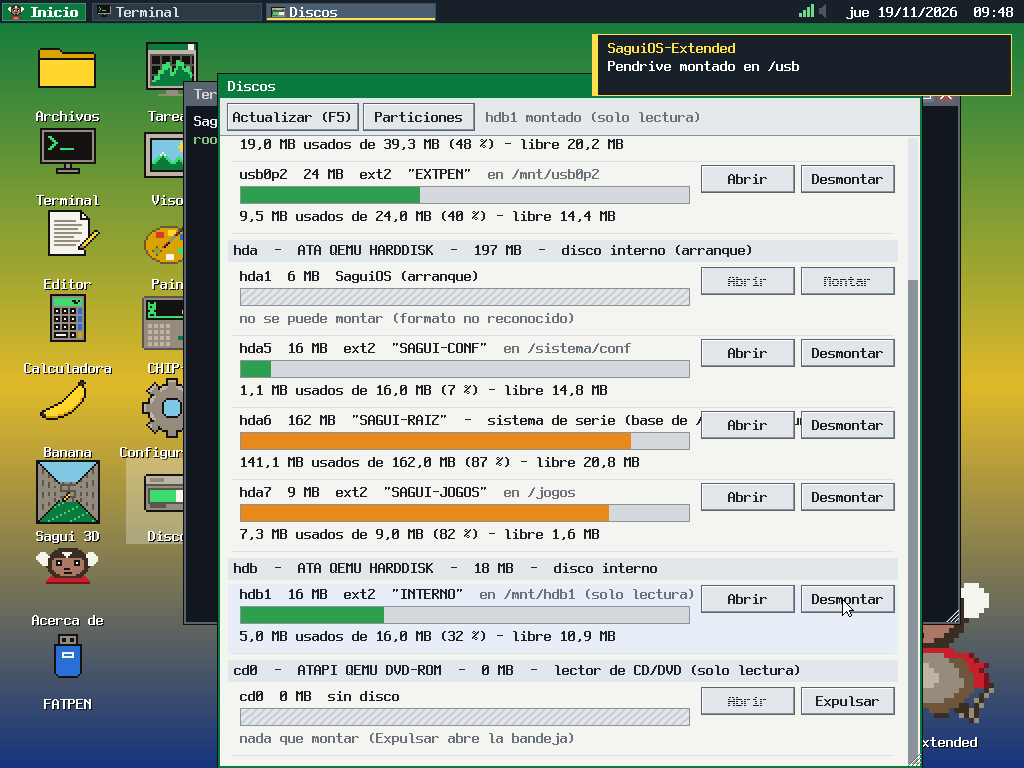 Inicio
Terminal
Discos
jue 19/11/2026 09:48
SaguiOS-Extended
Pendrive montado en /usb
Archivos
Terminal
Editor
Calculadora
CHIP-
Banana
Sagui 3D
Acerca de
FATPEN
xtended
Discos
Actualizar (F5)
Particiones
hdb1 montado (solo lectura)
19,0 MB usados de 39,3 MB (48 %) - libre 20,2 MB
usb0p2 24 MB ext2 "EXTPEN" en /mnt/usb0p2
Abrir
Desmontar
9,5 MB usados de 24,0 MB (40 %) - libre 14,4 MB
hda - ATA QEMU HARDDISK - 197 MB - disco interno (arranque)
hda1 6 MB SaguiOS (arranque)
Abrir
Montar
no se puede montar (formato no reconocido)
hda5 16 MB ext2 "SAGUI-CONF" en /sistema/conf
Abrir
Desmontar
1,1 MB usados de 16,0 MB (7 %) - libre 14,8 MB
hda6 162 MB "SAGUI-RAIZ" - sistema de serie (base de /
Abrir
Desmontar
141,1 MB usados de 162,0 MB (87 %) - libre 20,8 MB
hda7 9 MB ext2 "SAGUI-JOGOS" en /jogos
Abrir
Desmontar
7,3 MB usados de 9,0 MB (82 %) - libre 1,6 MB
hdb - ATA QEMU HARDDISK - 18 MB - disco interno
hdb1 16 MB ext2 "INTERNO" en /mnt/hdb1 (solo lectura)
Abrir
Desmontar
5,0 MB usados de 16,0 MB (32 %) - libre 10,9 MB
cd0 - ATAPI QEMU DVD-ROM - 0 MB - lector de CD/DVD (solo lectura)
cd0 0 MB sin disco
Abrir
Expulsar
nada que montar (Expulsar abre la bandeja)